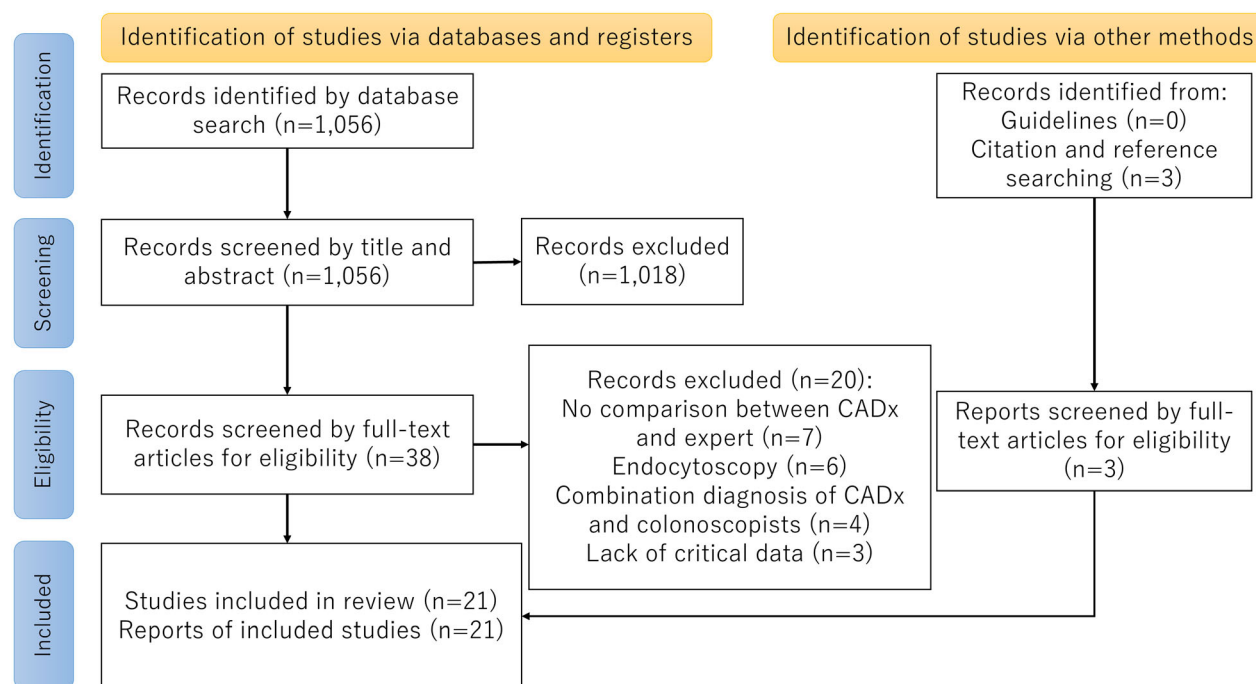 Identification of studies via databases and registers
Identification of studies via other methods
Identification
Records identified by database
search (n=1,056)
Records identified from:
Guidelines (n=0)
Citation and reference
searching (n=3)
Screening
Records screened by title and
abstract (n=1,056)
Records excluded
(n=1,018)
Eligibility
Records screened by full-text
articles for eligibility (n=38)
Records excluded (n=20):
No comparison between CADx
and expert (n=7)
Endocytoscopy (n=6)
Combination diagnosis of CADx
and colonoscopists (n=4)
Lack of critical data (n=3)
Reports screened by full-
text articles for eligibility
(n=3)
Included
Studies included in review (n=21)
Reports of included studies (n=21)